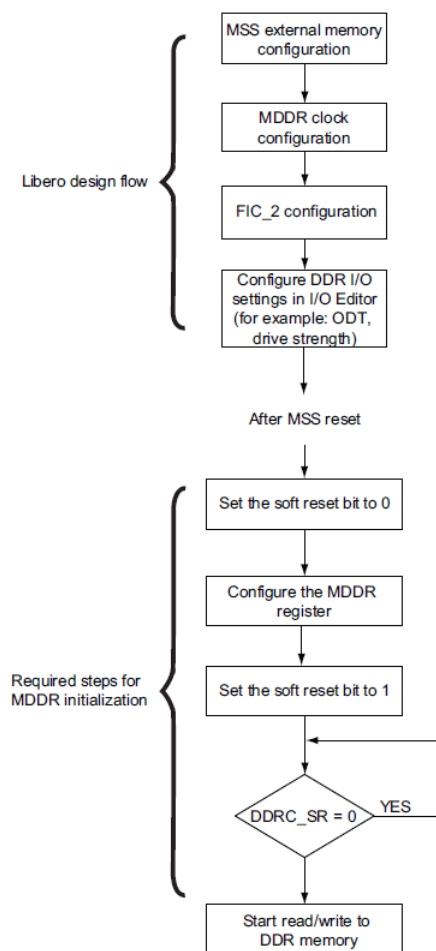 MSS external memory
configuration
MDDR clock
configuration
Libero design flow
FIC_2 configuration
Configure DDR I/O
settings in I/O Editor
(for example: ODT,
drive strength)
After MSS reset
Set the soft reset bit to 0
Configure the MDDR
register
Required steps for
MDDR initialization
Set the soft reset bit to 1
DDRC_SR = 0
YES
Start read/write to
DDR memory